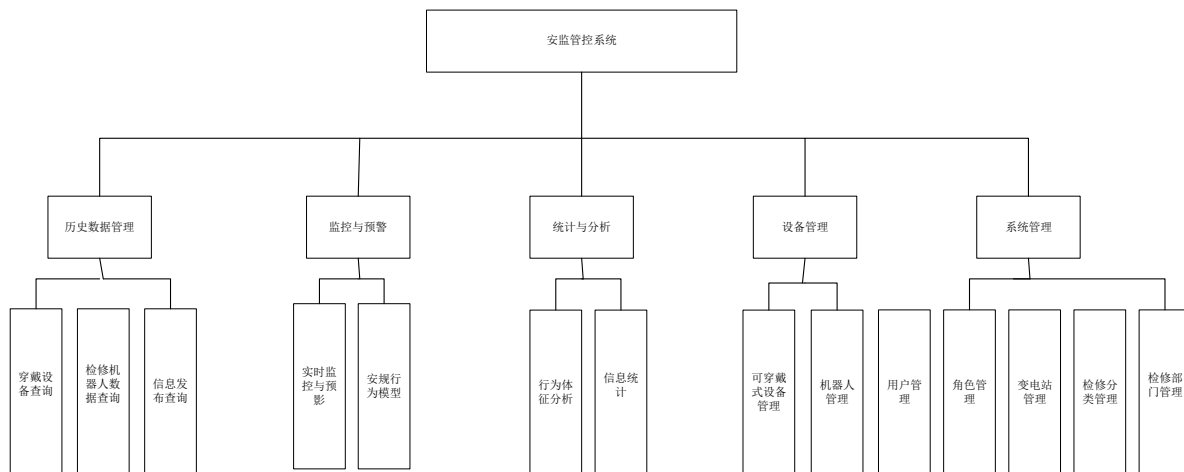 安监管控系统
历史数据管理
监控与预警
统计与分析
设备管理
系统管理
穿戴设
备查询
检修机
器人数
据查询
信息发
布查询
实时监
控与预
影
安规行
为模型
行为体
征分析
信息统
计
可穿戴
式设备
管理
机器人
管理
用户管
理
角色管
理
变电站
管理
检修分
类管理
检修部
门管理